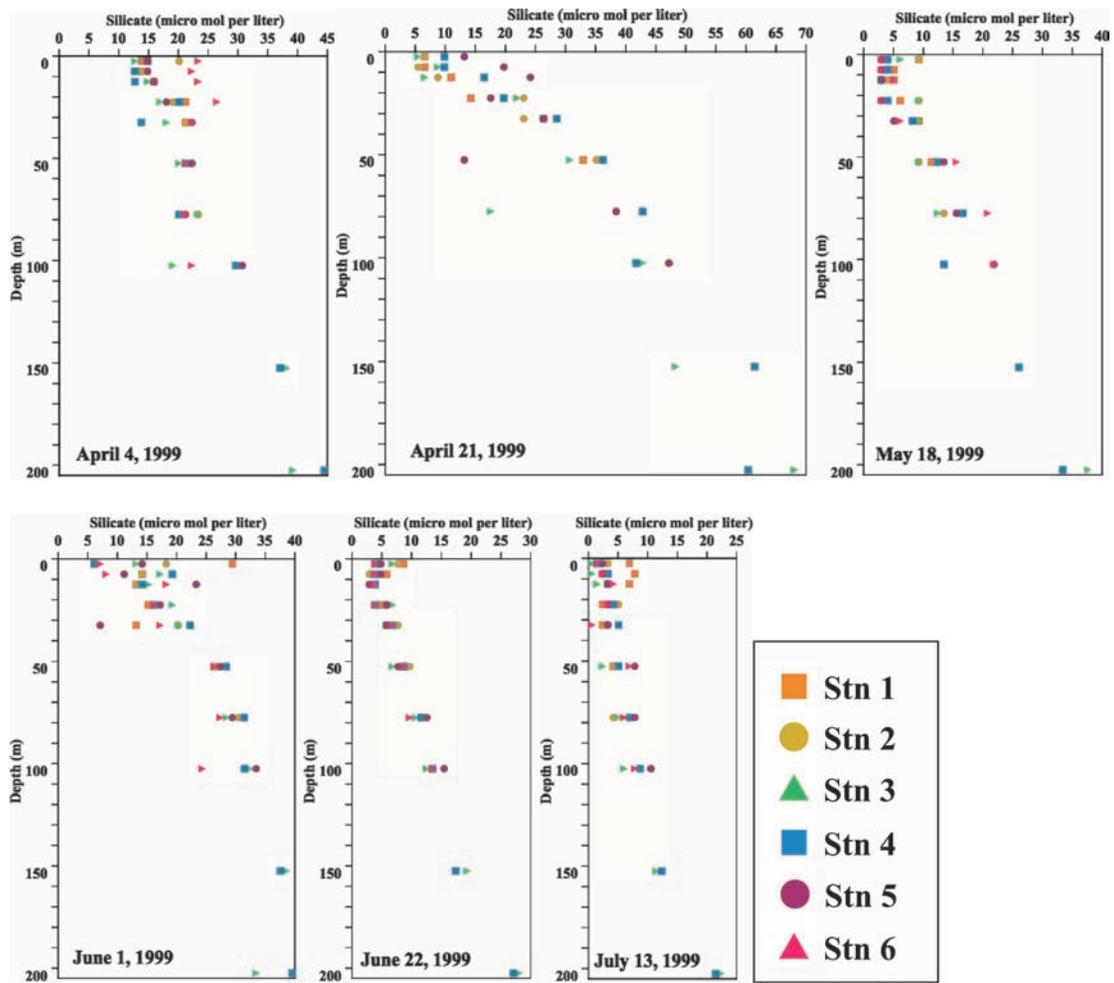 Silicate (micro mol per liter)
0 5 10 15 20 25 30 35 40 45
0
50
100
150
200
Depth (m)
April 4, 1999
Silicate (micro mol per liter)
0 5 10 15 20 25 30 35 40 45 50 55 60 65 70
0
50
100
150
200
Depth (m)
April 21, 1999
Silicate (micro mol per liter)
0 5 10 15 20 25 30 35 40
0
50
100
150
200
Depth (m)
May 18, 1999
Silicate (micro mol per liter)
0 5 10 15 20 25 30 35 40
0
50
100
150
200
Depth (m)
June 1, 1999
Silicate (micro mol per liter)
0 5 10 15 20 25 30
0
50
100
150
200
Depth (m)
June 22, 1999
Silicate (micro mol per liter)
0 5 10 15 20 25
0
50
100
150
200
Depth (m)
July 13, 1999
Stn 1
Stn 2
Stn 3
Stn 4
Stn 5
Stn 6